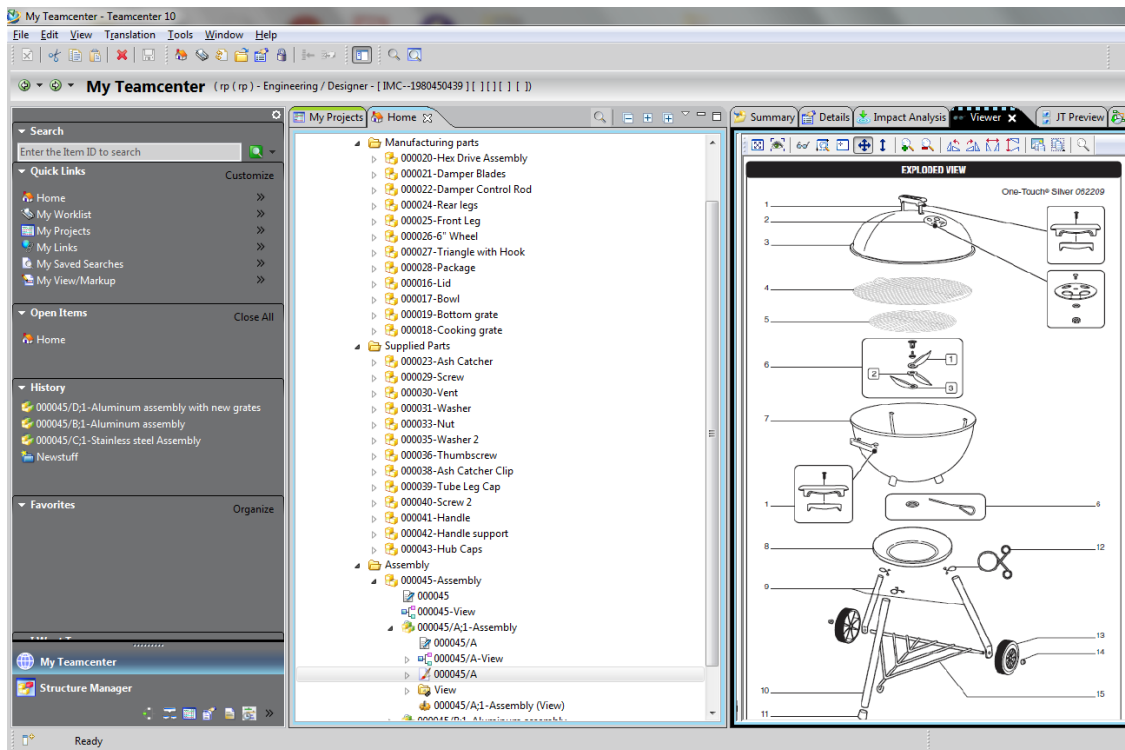 My Teamcenter - Teamcenter 10
File Edit View Translation Tools Window Help
My Teamcenter ( rp ( rp ) - Engineering / Designer - [ IMC--1980450439 ] [ ] [ ] [ ] [ ])
Search
Enter the Item ID to search
Quick Links
Customize
Home
My Worklist
My Projects
My Links
My Saved Searches
My View/Markup
Open Items
Close All
Home
History
000045/D;1-Aluminum assembly with new grates
000045/B;1-Aluminum assembly
000045/C;1-Stainless steel Assembly
Newstuff
Favorites
Organize
My Teamcenter
Structure Manager
Ready
My Projects Home
Manufacturing parts
000020-Hex Drive Assembly
000021-Damper Blades
000022-Damper Control Rod
000024-Rear legs
000025-Front Leg
000026-6" Wheel
000027-Triangle with Hook
000028-Package
000016-Lid
000017-Bowl
000019-Bottom grate
000018-Cooking grate
Supplied Parts
000023-Ash Catcher
000029-Screw
000030-Vent
000031-Washer
000033-Nut
000035-Washer 2
000036-Thumbscrew
000038-Ash Catcher Clip
000039-Tube Leg Cap
000040-Screw 2
000041-Handle
000042-Handle support
000043-Hub Caps
Assembly
000045-Assembly
000045
000045-View
000045/A;1-Assembly
000045/A
000045/A-View
000045/A
View
000045/A;1-Assembly (View)
000045/B;1-Aluminum assembly
Summary Details Impact Analysis Viewer JT Preview
EXPLODED VIEW
One-Touch® Silver 052209
1
2
3
4
5
6
1
2
3
7
1
6
8
12
9
13
14
10
15
11